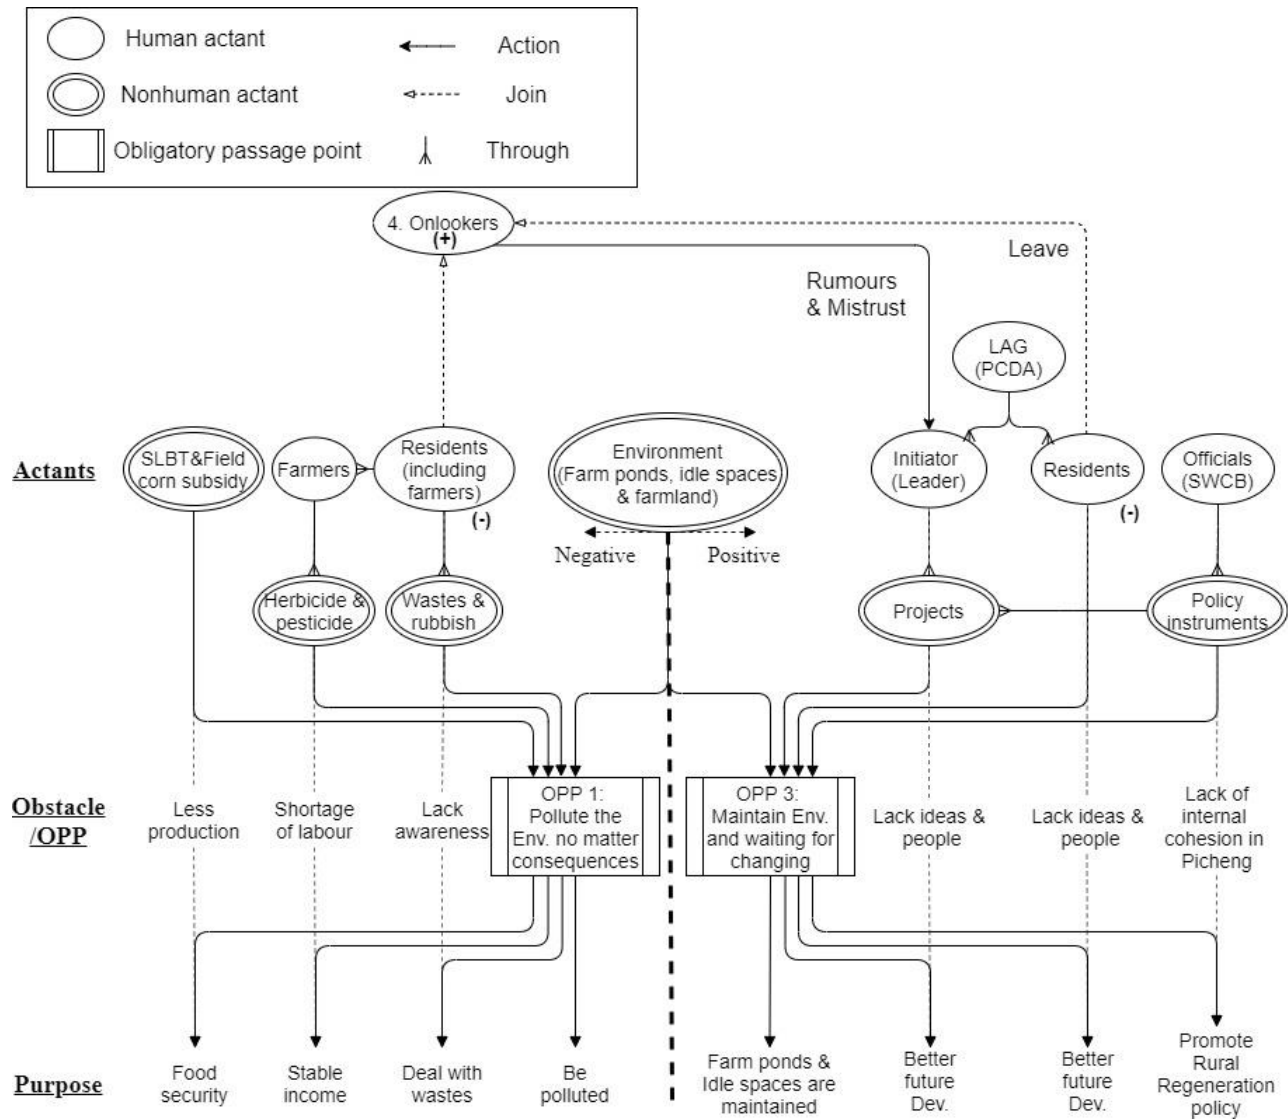 Human actant
Action
Nonhuman actant
Join
Obligatory passage point
Through
4. Onlookers
(+)
Leave
Rumours
& Mistrust
LAG
(PCDA)
Actants
SLBT&Field
corn subsidy
Farmers
Residents
(including
farmers)
(-)
Environment
(Farm ponds, idle spaces
& farmland)
Initiator
(Leader)
Residents
(-)
Officials
(SWCB)
Negative
Positive
Herbicide &
pesticide
Wastes &
rubbish
Projects
Policy
instruments
Obstacle
/OPP
Less
production
Shortage
of labour
Lack
awareness
OPP 1:
Pollute the
Env. no matter
consequences
OPP 3:
Maintain Env.
and waiting for
changing
Lack ideas &
people
Lack ideas &
people
Lack of
internal
cohesion in
Picheng
Purpose
Food
security
Stable
income
Deal with
wastes
Be
polluted
Farm ponds &
Idle spaces are
maintained
Better
future
Dev.
Better
future
Dev.
Promote
Rural
Regeneration
policy